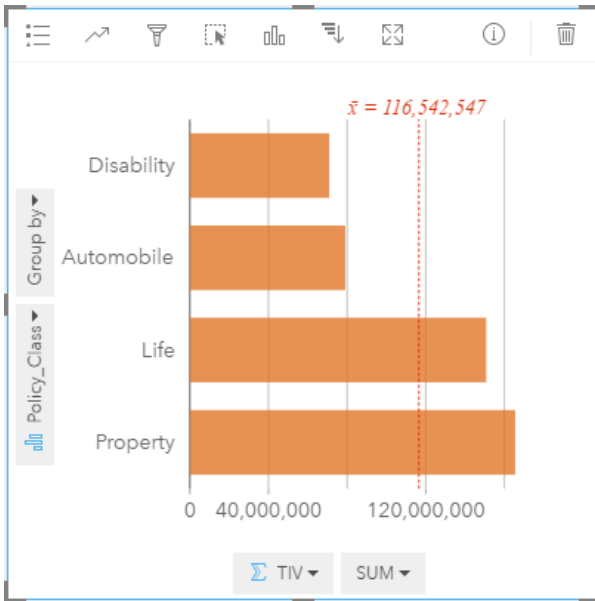 x̄ = 116,542,547
Disability
Automobile
Life
Property
Group by
Policy_Class
0 40,000,000 120,000,000
Σ TIV SUM